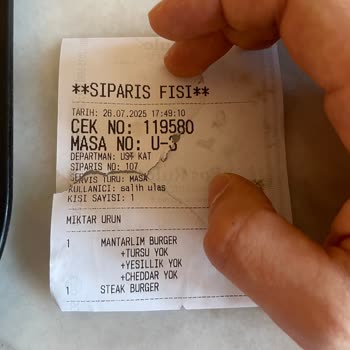 **SIPARIS FISI**
TARIH: 26.07.2025 17:49:10
CEK NO: 119580
MASA NO: U-3
DEPARTMAN: UST KAT
SIPARIS NO: 107
SERVIS TURU: MASA
KULLANICI: salih ulas
KISI SAYISI: 1
MIKTAR URUN
1 MANTARLIM BURGER
+TURSU YOK
+YESILLIK YOK
+CHEDDAR YOK
1 STEAK BURGER